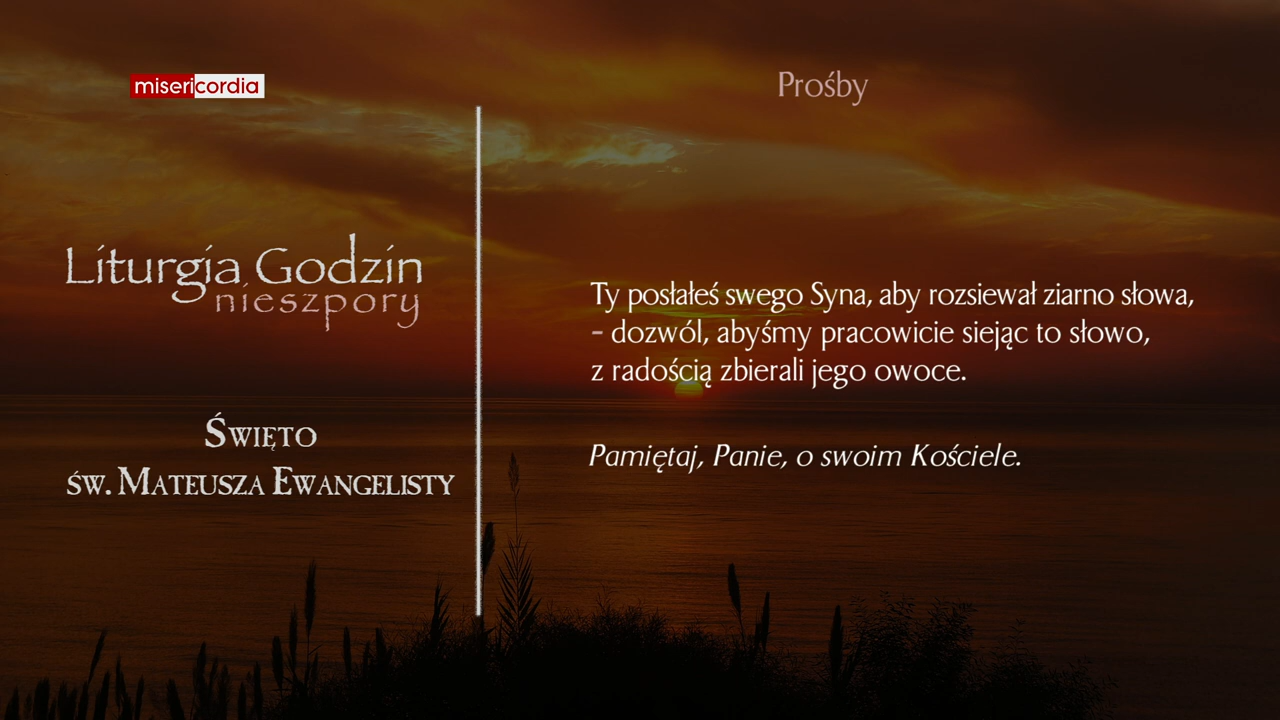 misericordia
Liturgia Godzin
nieszpory
Święto
św. Mateusza Ewangelisty
Prośby
Ty posłałeś swego Syna, aby rozsiewał ziarno słowa,
- dozwól, abyśmy pracowicie siejąc to słowo,
z radością zbierali jego owoce.
Pamiętaj, Panie, o swoim Kościele.